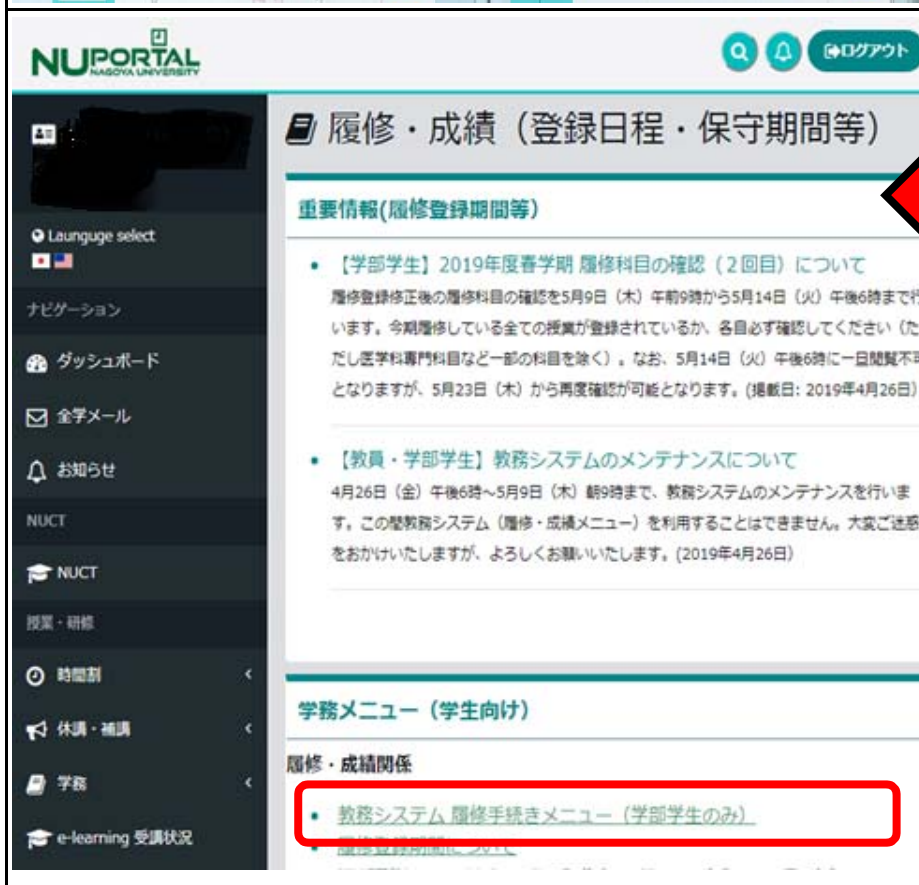 NUPORTAL
NAGOYA UNIVERSITY
ログアウト
Launguge select
ナビゲーション
ダッシュボード
全学メール
お知らせ
NUCT
NUCT
授業・研修
時間割
休講・補講
学務
e-learning 受講状況
履修・成績（登録日程・保守期間等）
重要情報(履修登録期間等)
【学部学生】2019年度春学期 履修科目の確認（２回目）について
履修登録修正後の履修科目の確認を5月9日（木）午前9時から5月14日（火）午後6時まで行
います。今期履修している全ての授業が登録されているか、各自必ず確認してください（た
だし医学科専門科目など一部の科目を除く）。なお、5月14日（火）午後6時に一旦閲覧不可
となりますが、5月23日（木）から再度確認が可能となります。(掲載日: 2019年4月26日)
【教員・学部学生】教務システムのメンテナンスについて
4月26日（金）午後6時～5月9日（木）朝9時まで、教務システムのメンテナンスを行いま
す。この間教務システム（履修・成績メニュー）を利用することはできません。大変ご迷惑
をおかけいたしますが、よろしくお願いいたします。(2019年4月26日)
学務メニュー（学生向け）
履修・成績関係
教務システム 履修手続きメニュー（学部学生のみ）
履修登録期間について